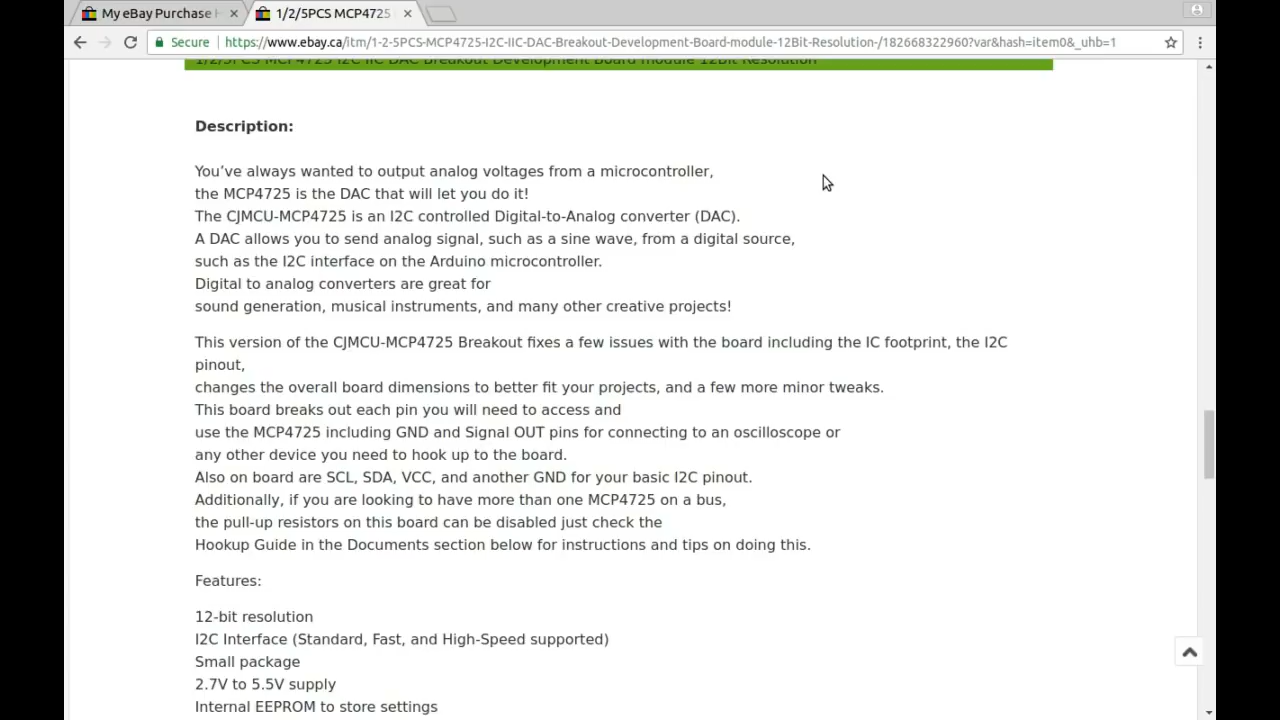 My eBay Purchase H
1/2/5PCS MCP4725
Secure
https://www.ebay.ca/itm/1-2-5PCS-MCP4725-I2C-IIC-DAC-Breakout-Development-Board-module-12Bit-Resolution-/182668322960?var&hash=item0&_uhb=1
1/2/5PCS MCP4725 I2C IIC DAC Breakout Development Board module 12Bit Resolution
Description:
You’ve always wanted to output analog voltages from a microcontroller,
the MCP4725 is the DAC that will let you do it!
The CJMCU-MCP4725 is an I2C controlled Digital-to-Analog converter (DAC).
A DAC allows you to send analog signal, such as a sine wave, from a digital source,
such as the I2C interface on the Arduino microcontroller.
Digital to analog converters are great for
sound generation, musical instruments, and many other creative projects!
This version of the CJMCU-MCP4725 Breakout fixes a few issues with the board including the IC footprint, the I2C
pinout,
changes the overall board dimensions to better fit your projects, and a few more minor tweaks.
This board breaks out each pin you will need to access and
use the MCP4725 including GND and Signal OUT pins for connecting to an oscilloscope or
any other device you need to hook up to the board.
Also on board are SCL, SDA, VCC, and another GND for your basic I2C pinout.
Additionally, if you are looking to have more than one MCP4725 on a bus,
the pull-up resistors on this board can be disabled just check the
Hookup Guide in the Documents section below for instructions and tips on doing this.
Features:
12-bit resolution
I2C Interface (Standard, Fast, and High-Speed supported)
Small package
2.7V to 5.5V supply
Internal EEPROM to store settings